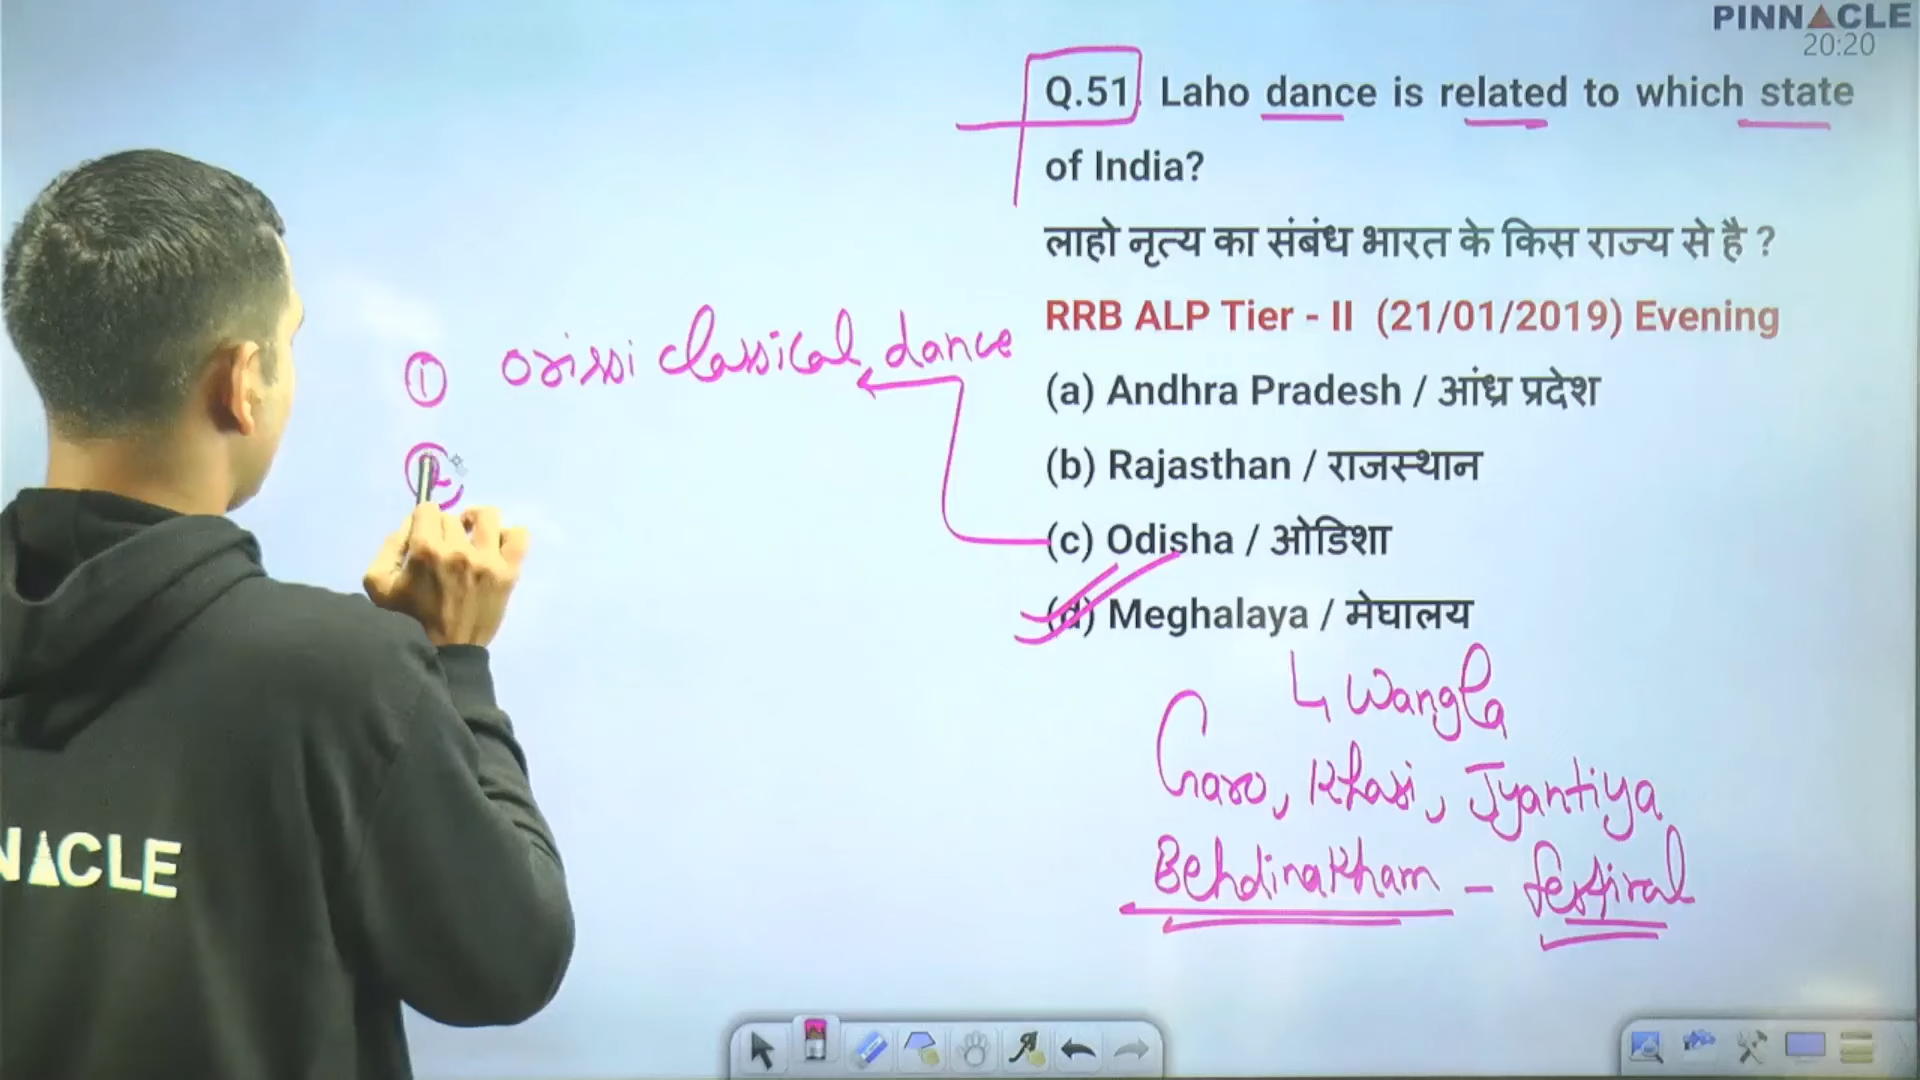 PINNACLE
20:20
Q.51 Laho dance is related to which state
of India?
लाहो नृत्य का संबंध भारत के किस राज्य से है ?
RRB ALP Tier - II (21/01/2019) Evening
① orissi classical dance
(a) Andhra Pradesh / आंध्र प्रदेश
②
(b) Rajasthan / राजस्थान
(c) Odisha / ओडिशा
(d) Meghalaya / मेघालय
Wangla
Garo, Khasi, Jyantiya
Behdinakham - festival
NACLE